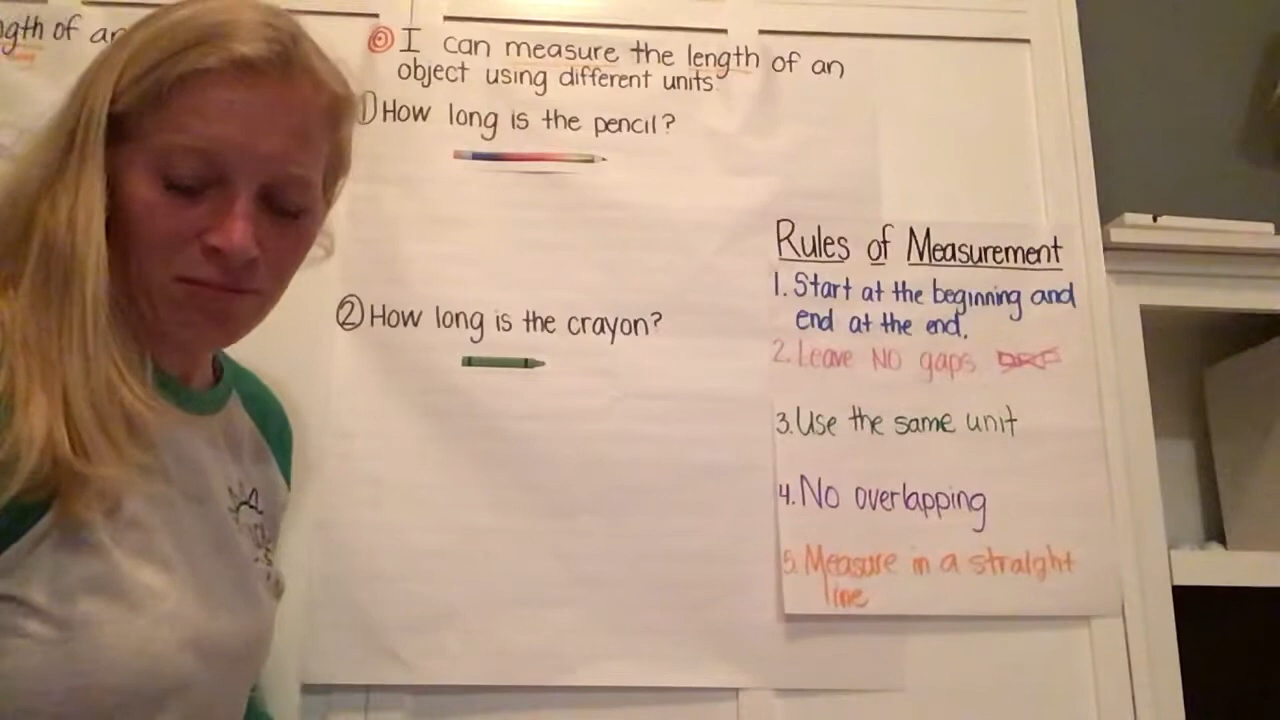 ngth of an
I can measure the length of an
object using different units
1) How long is the pencil?
② How long is the crayon?
Rules of Measurement
1. Start at the beginning and
end at the end.
2. Leave NO gaps
3. Use the same unit
4. No overlapping
5. Measure in a straight
line